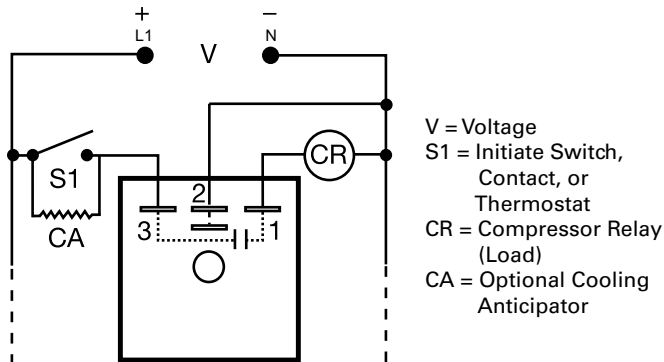 + –
L1 N
V
S1
CA
CR
2
3 1
V = Voltage
S1 = Initiate Switch,
Contact, or
Thermostat
CR = Compressor Relay
(Load)
CA = Optional Cooling
Anticipator